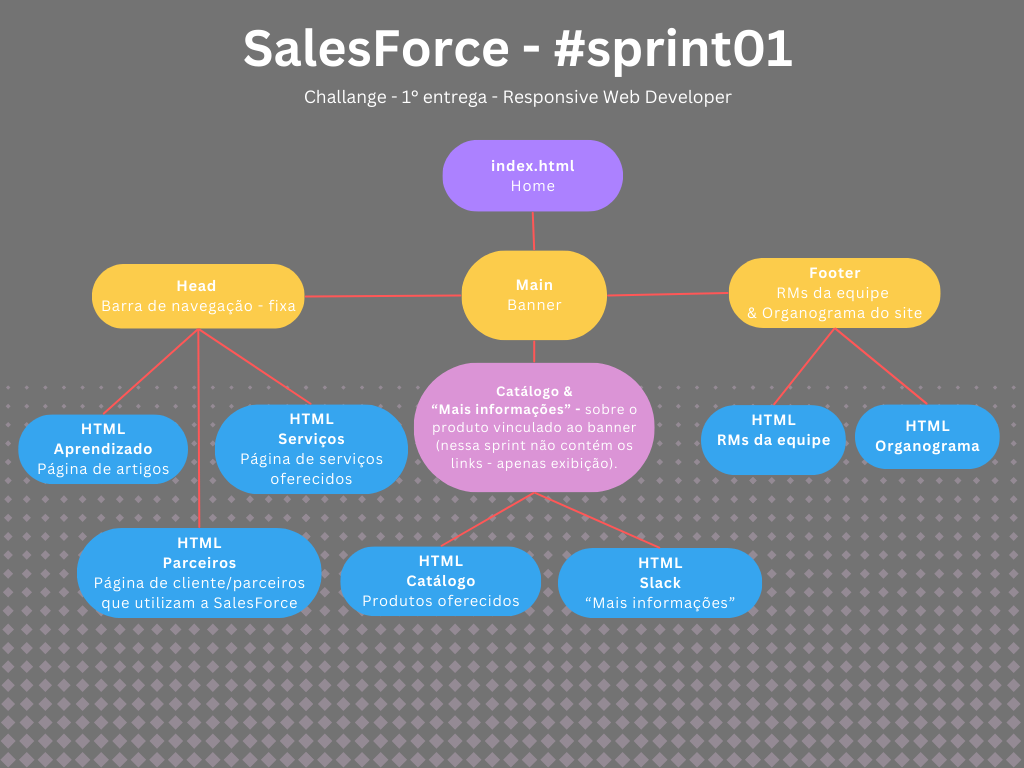 SalesForce - #sprint01
Challange - 1° entrega - Responsive Web Developer
index.html
Home
Head
Barra de navegação - fixa
Main
Banner
Footer
RMs da equipe
& Organograma do site
HTML
Aprendizado
Página de artigos
HTML
Serviços
Página de serviços
oferecidos
Catálogo &
“Mais informações” - sobre o
produto vinculado ao banner
(nessa sprint não contém os
links - apenas exibição).
HTML
RMs da equipe
HTML
Organograma
HTML
Parceiros
Página de cliente/parceiros
que utilizam a SalesForce
HTML
Catálogo
Produtos oferecidos
HTML
Slack
“Mais informações”